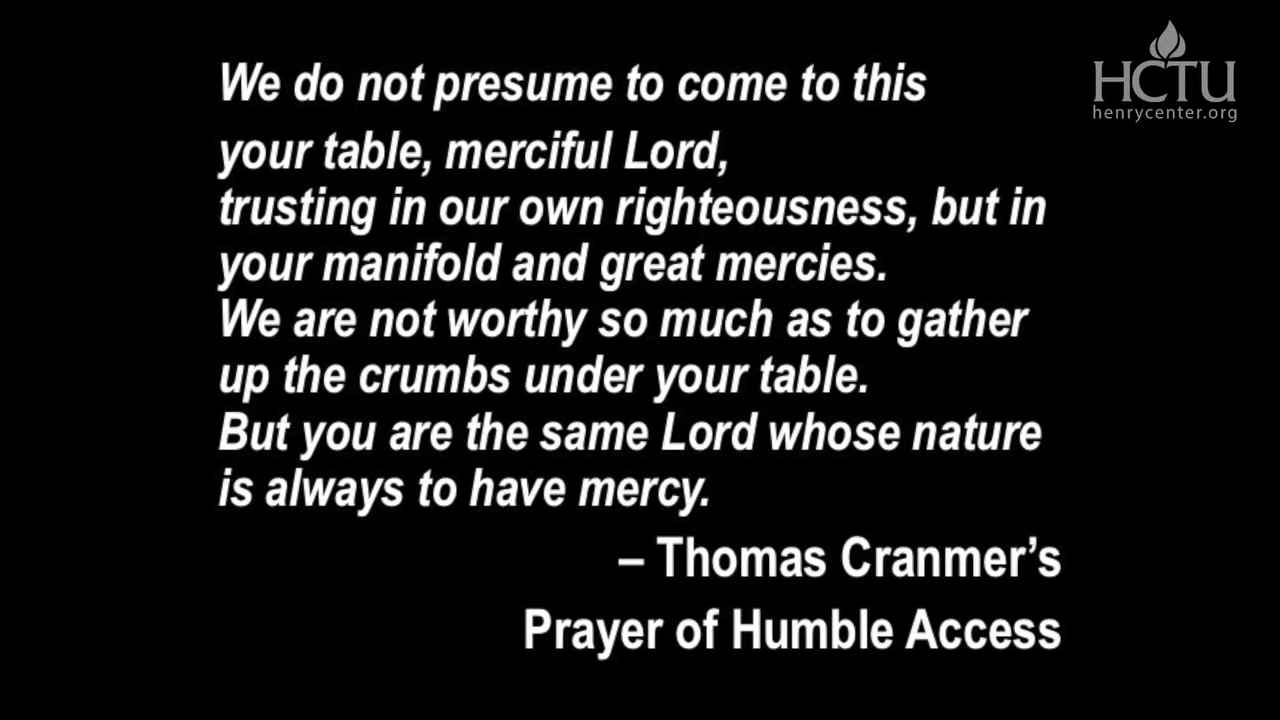 HCTU
henrycenter.org
We do not presume to come to this
your table, merciful Lord,
trusting in our own righteousness, but in
your manifold and great mercies.
We are not worthy so much as to gather
up the crumbs under your table.
But you are the same Lord whose nature
is always to have mercy.
– Thomas Cranmer’s
Prayer of Humble Access